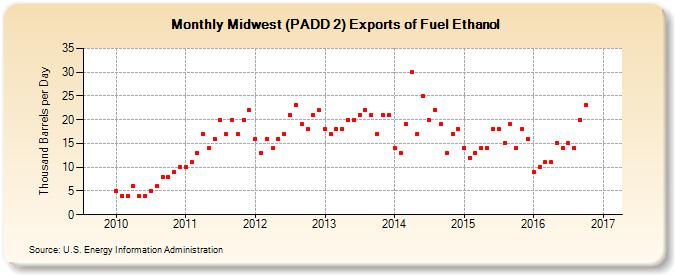 Monthly Midwest (PADD 2) Exports of Fuel Ethanol
Thousand Barrels per Day
35
30
25
20
15
10
5
0
2010 2011 2012 2013 2014 2015 2016 2017
Source: U.S. Energy Information Administration